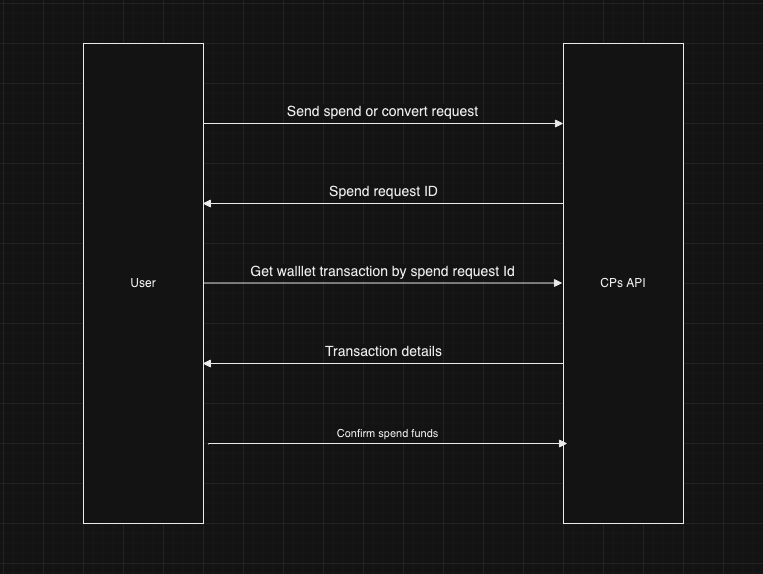 Send spend or convert request
Spend request ID
Get walllet transaction by spend request Id
User
CPs API
Transaction details
Confirm spend funds